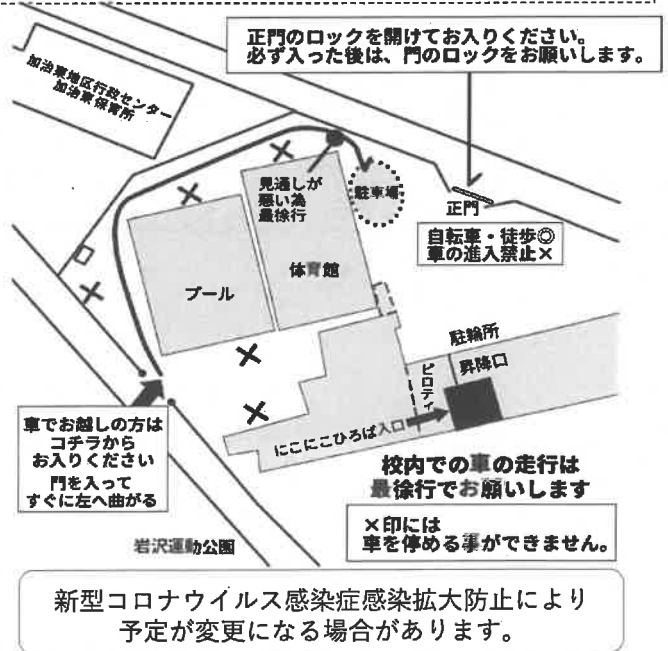 正門のロックを開けてお入りください。
必ず入った後は、門のロックをお願いします。
加治東地区行政センター
加治東保育所
見通しが
悪い為
最徐行
駐車場
正門
自転車・徒歩◎
車の進入禁止×
プール
体育館
駐輪所
昇降口
ピロティ
にこにこひろば入口
車でお越しの方は
コチラから
お入りください
門を入って
すぐに左へ曲がる
校内での車の走行は
最徐行でお願いします
×印には
車を停める事ができません。
岩沢運動公園
新型コロナウイルス感染症感染拡大防止により
予定が変更になる場合があります。